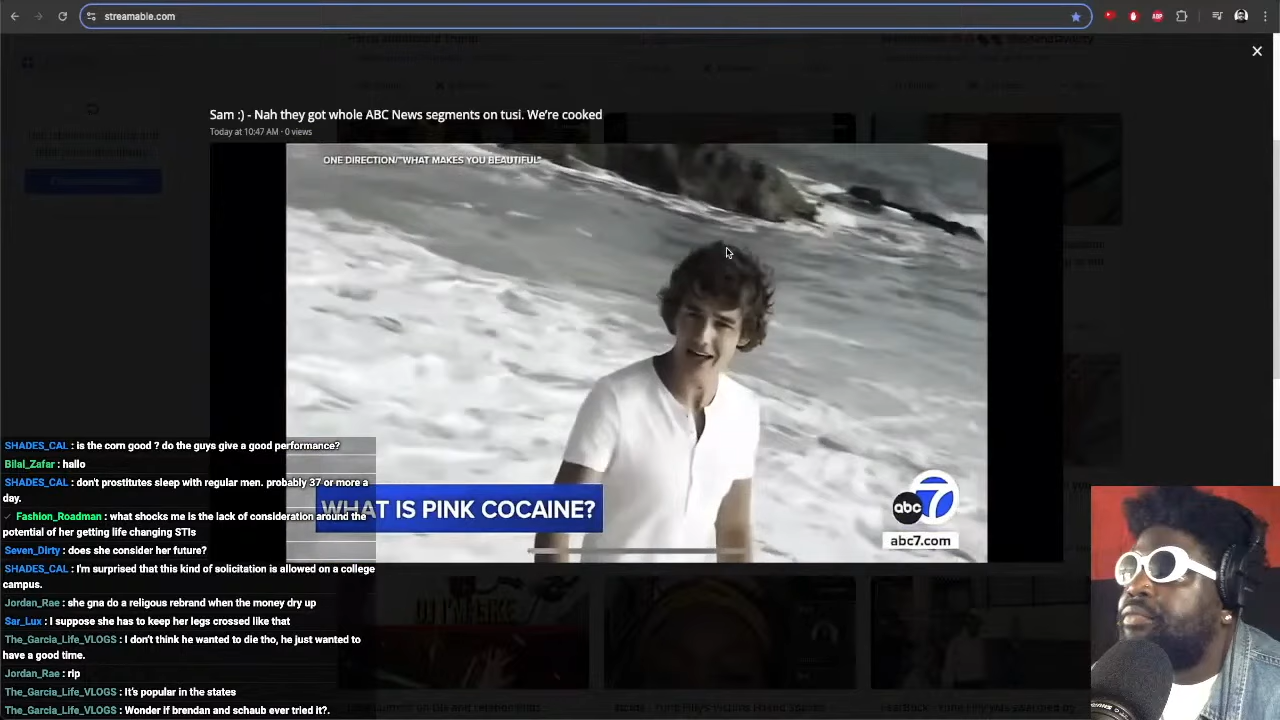 streamable.com
ABP
Sam :) - Nah they got whole ABC News segments on tusi. We're cooked
Today at 10:47 AM · 0 views
ONE DIRECTION/"WHAT MAKES YOU BEAUTIFUL"
WHAT IS PINK COCAINE?
abc 7
abc7.com
SHADES_CAL : is the corn good ? do the guys give a good performance?
Bilal_Zafar : hallo
SHADES_CAL : don't prostitutes sleep with regular men. probably 37 or more a
day.
Fashion_Roadman : what shocks me is the lack of consideration around the
potential of her getting life changing STIs
Seven_Dirty : does she consider her future?
SHADES_CAL : I'm surprised that this kind of solicitation is allowed on a college
campus.
Jordan_Rae : she gna do a religous rebrand when the money dry up
Sar_Lux : I suppose she has to keep her legs crossed like that
The_Garcia_Life_VLOGS : I don't think he wanted to die tho, he just wanted to
have a good time.
Jordan_Rae : rip
The_Garcia_Life_VLOGS : It's popular in the states
The_Garcia_Life_VLOGS : Wonder if brendan and schaub ever tried it?.